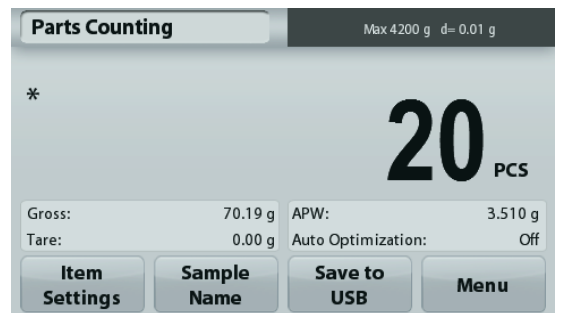 Parts Counting Max 4200 g d= 0.01 g
*
20 PCS
Gross: 70.19 g APW: 3.510 g
Tare: 0.00 g Auto Optimization: Off
Item Sample Save to Menu
Settings Name USB